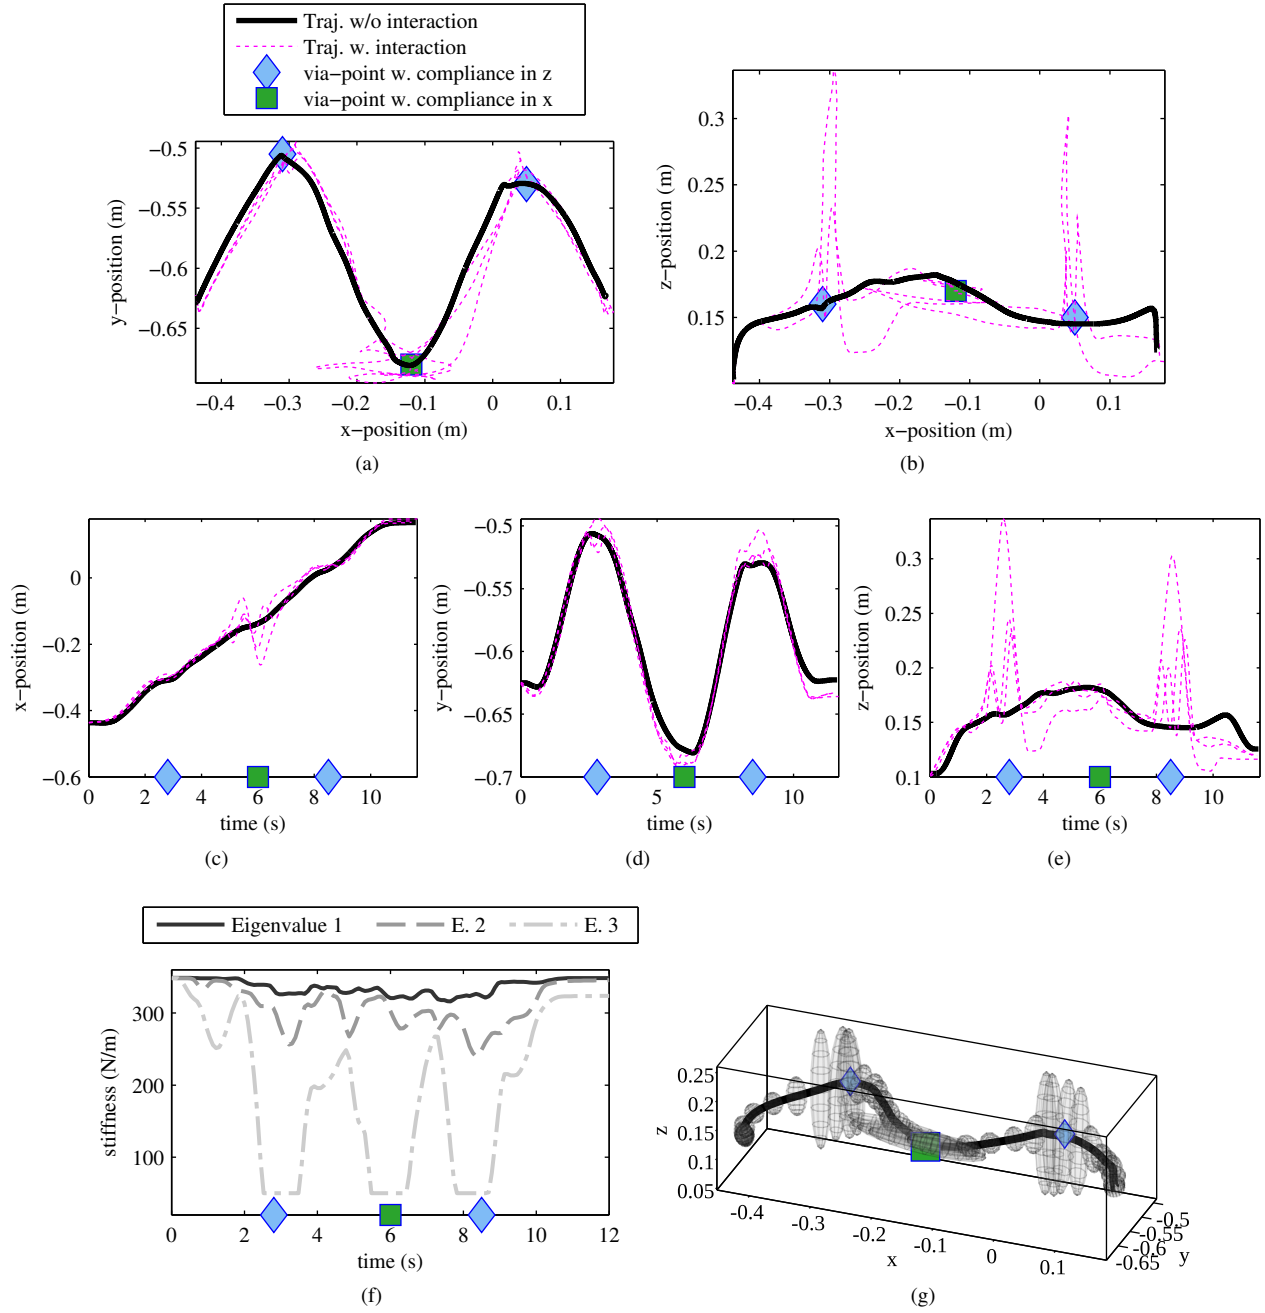 Traj. w/o interaction
Traj. w. interaction
via−point w. compliance in z
via−point w. compliance in x
−0.5
−0.55
−0.6
−0.65
y−position (m)
−0.4 −0.3 −0.2 −0.1 0 0.1
x−position (m)
(a)
0.3
0.25
0.2
0.15
z−position (m)
−0.4 −0.3 −0.2 −0.1 0 0.1
x−position (m)
(b)
0
−0.2
−0.4
−0.6
x−position (m)
0 2 4 6 8 10
time (s)
(c)
−0.5
−0.55
−0.6
−0.65
−0.7
y−position (m)
0 5 10
time (s)
(d)
0.3
0.25
0.2
0.15
0.1
z−position (m)
0 2 4 6 8 10
time (s)
(e)
Eigenvalue 1 E. 2 E. 3
300
200
100
stiffness (N/m)
0 2 4 6 8 10 12
time (s)
(f)
0.25
0.2
0.15
0.1
0.05
z
-0.4 -0.3 -0.2 -0.1 0 0.1
x
-0.5
-0.55
-0.6
-0.65
y
(g)